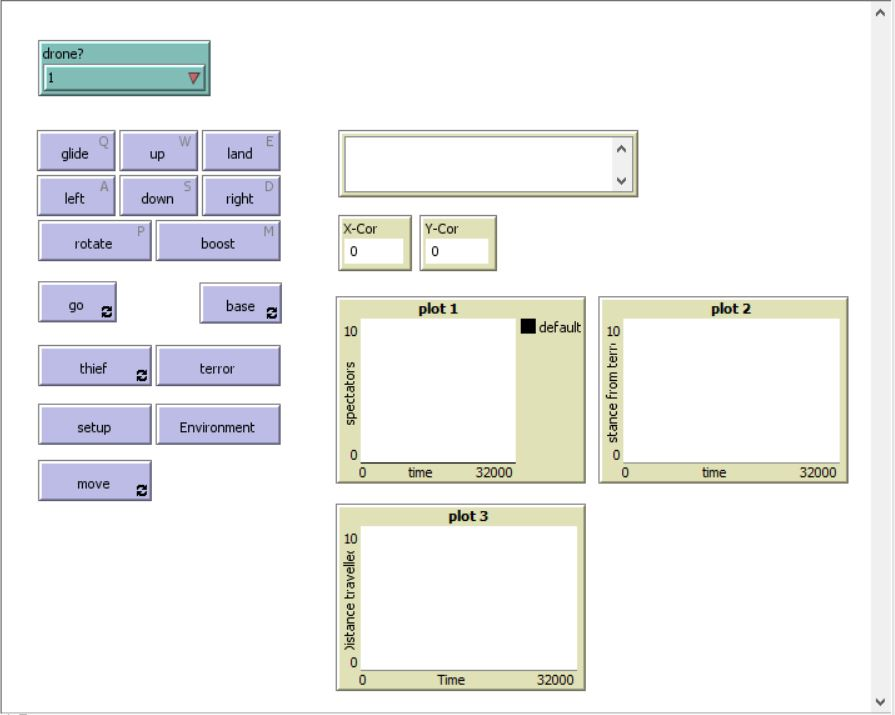 drone?
1
glide Q
up W
land E
left A
down S
right D
rotate P
boost M
X-Cor
0
Y-Cor
0
go
base
thief
terror
setup
Environment
move
plot 1
10
spectators
0
0 time 32000
default
plot 2
10
stance from terr
0
0 time 32000
plot 3
10
istance traveller
0
0 Time 32000